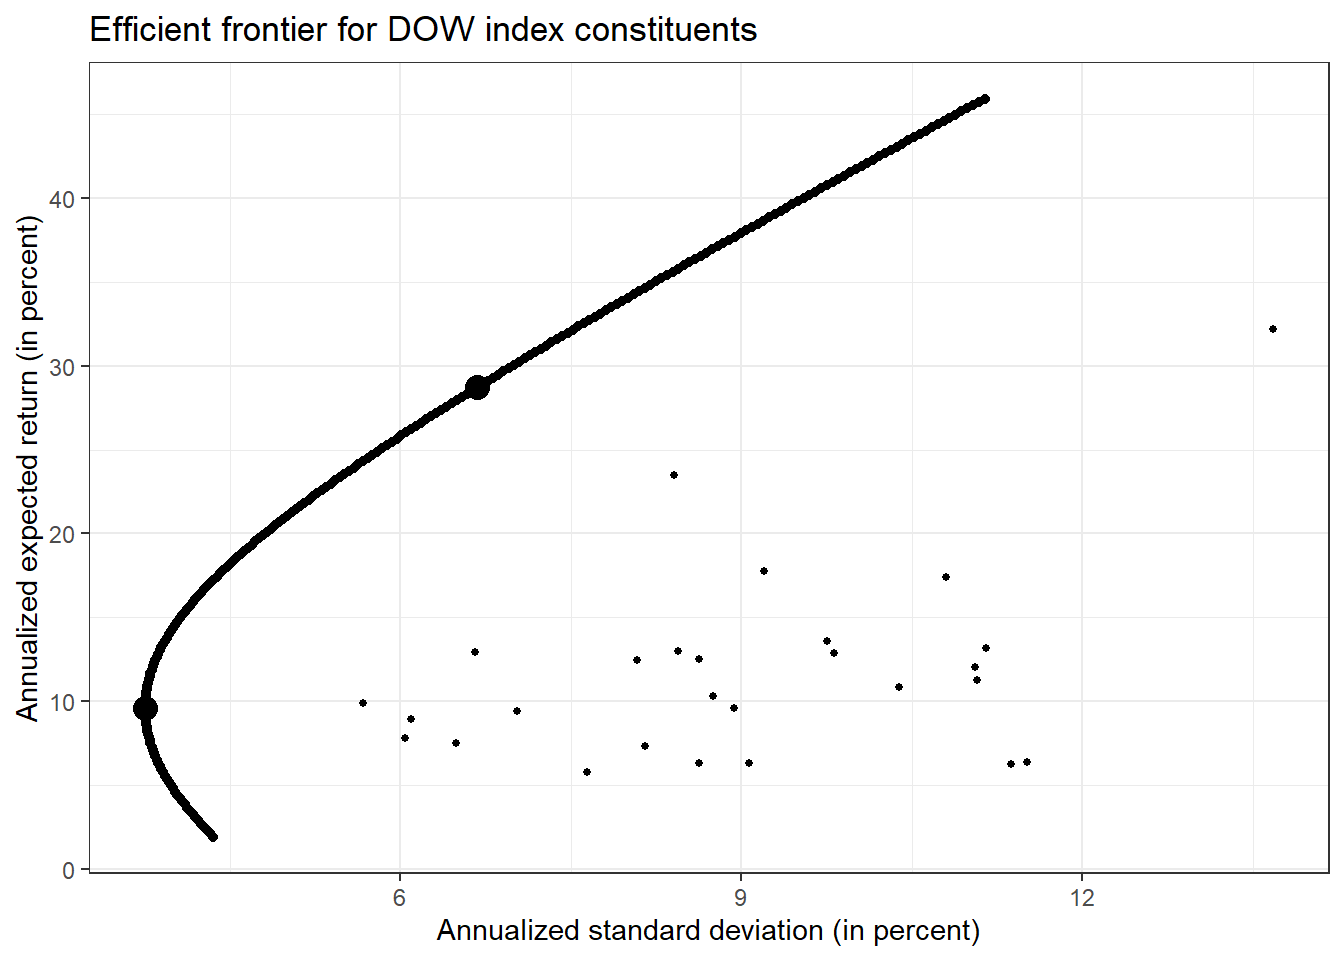 Efficient frontier for DOW index constituents
Annualized expected return (in percent)
40
30
20
10
0
6
9
12
Annualized standard deviation (in percent)